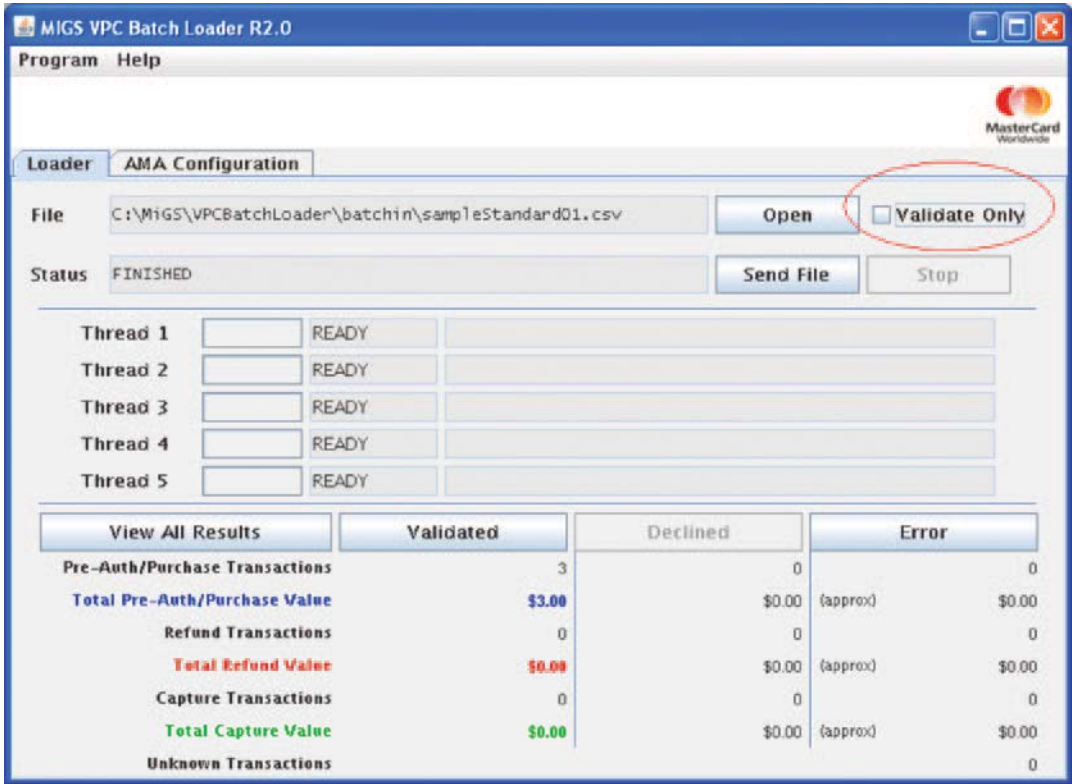 MIGS VPC Batch Loader R2.0
Program Help
MasterCard
Worldwide
Loader AMA Configuration
File C:\MiGS\VPCBatchLoader\batchin\sampleStandard01.csv Open Validate Only
Status FINISHED Send File Stop
Thread 1 READY
Thread 2 READY
Thread 3 READY
Thread 4 READY
Thread 5 READY
View All Results Validated Declined Error
Pre-Auth/Purchase Transactions 3 0 0
Total Pre-Auth/Purchase Value $3.00 $0.00 (approx) $0.00
Refund Transactions 0 0 0
Total Refund Value $0.00 $0.00 (approx) $0.00
Capture Transactions 0 0 0
Total Capture Value $0.00 $0.00 (approx) $0.00
Unknown Transactions 0